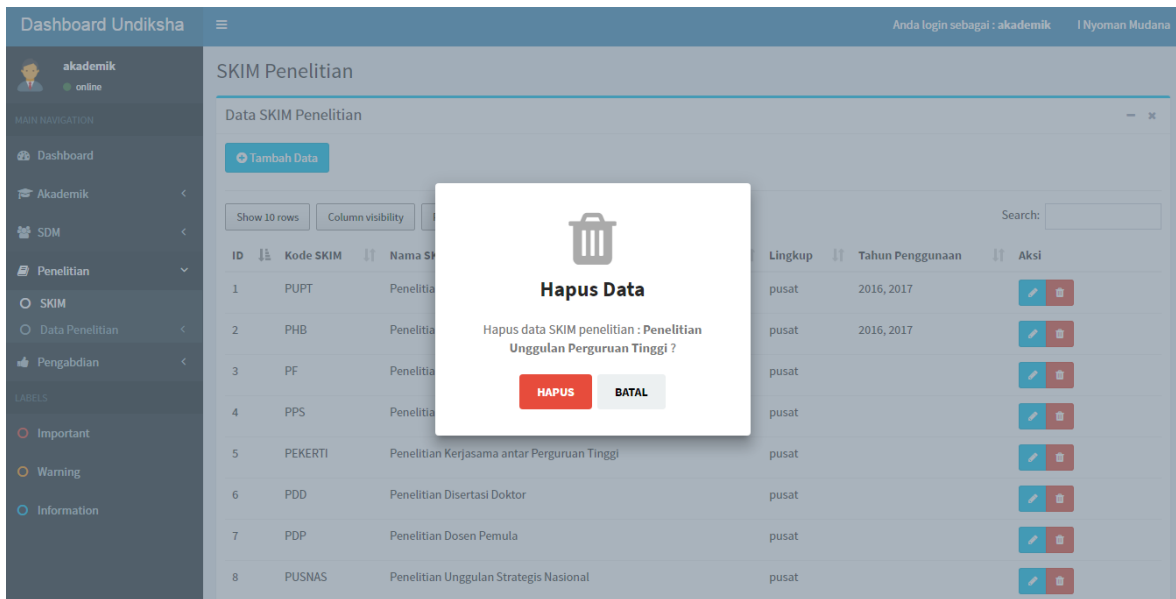 Dashboard Undiksha
Anda login sebagai : akademik I Nyoman Mudana
akademik
online
MAIN NAVIGATION
Dashboard
Akademik
SDM
Penelitian
SKIM
Data Penelitian
Pengabdian
LABELS
Important
Warning
Information
SKIM Penelitian
Data SKIM Penelitian
Tambah Data
Show 10 rows Column visibility
Search:
ID Kode SKIM Nama Lingkup Tahun Penggunaan Aksi
1 PUPT pusat 2016, 2017
2 PHB pusat 2016, 2017
3 PF pusat
4 PPS pusat
5 PEKERTI Penelitian Kerjasama antar Perguruan Tinggi pusat
6 PDD Penelitian Disertasi Doktor pusat
7 PDP Penelitian Dosen Pemula pusat
8 PUSNAS Penelitian Unggulan Strategis Nasional pusat
Hapus Data
Hapus data SKIM penelitian : Penelitian
Unggulan Perguruan Tinggi ?
HAPUS BATAL